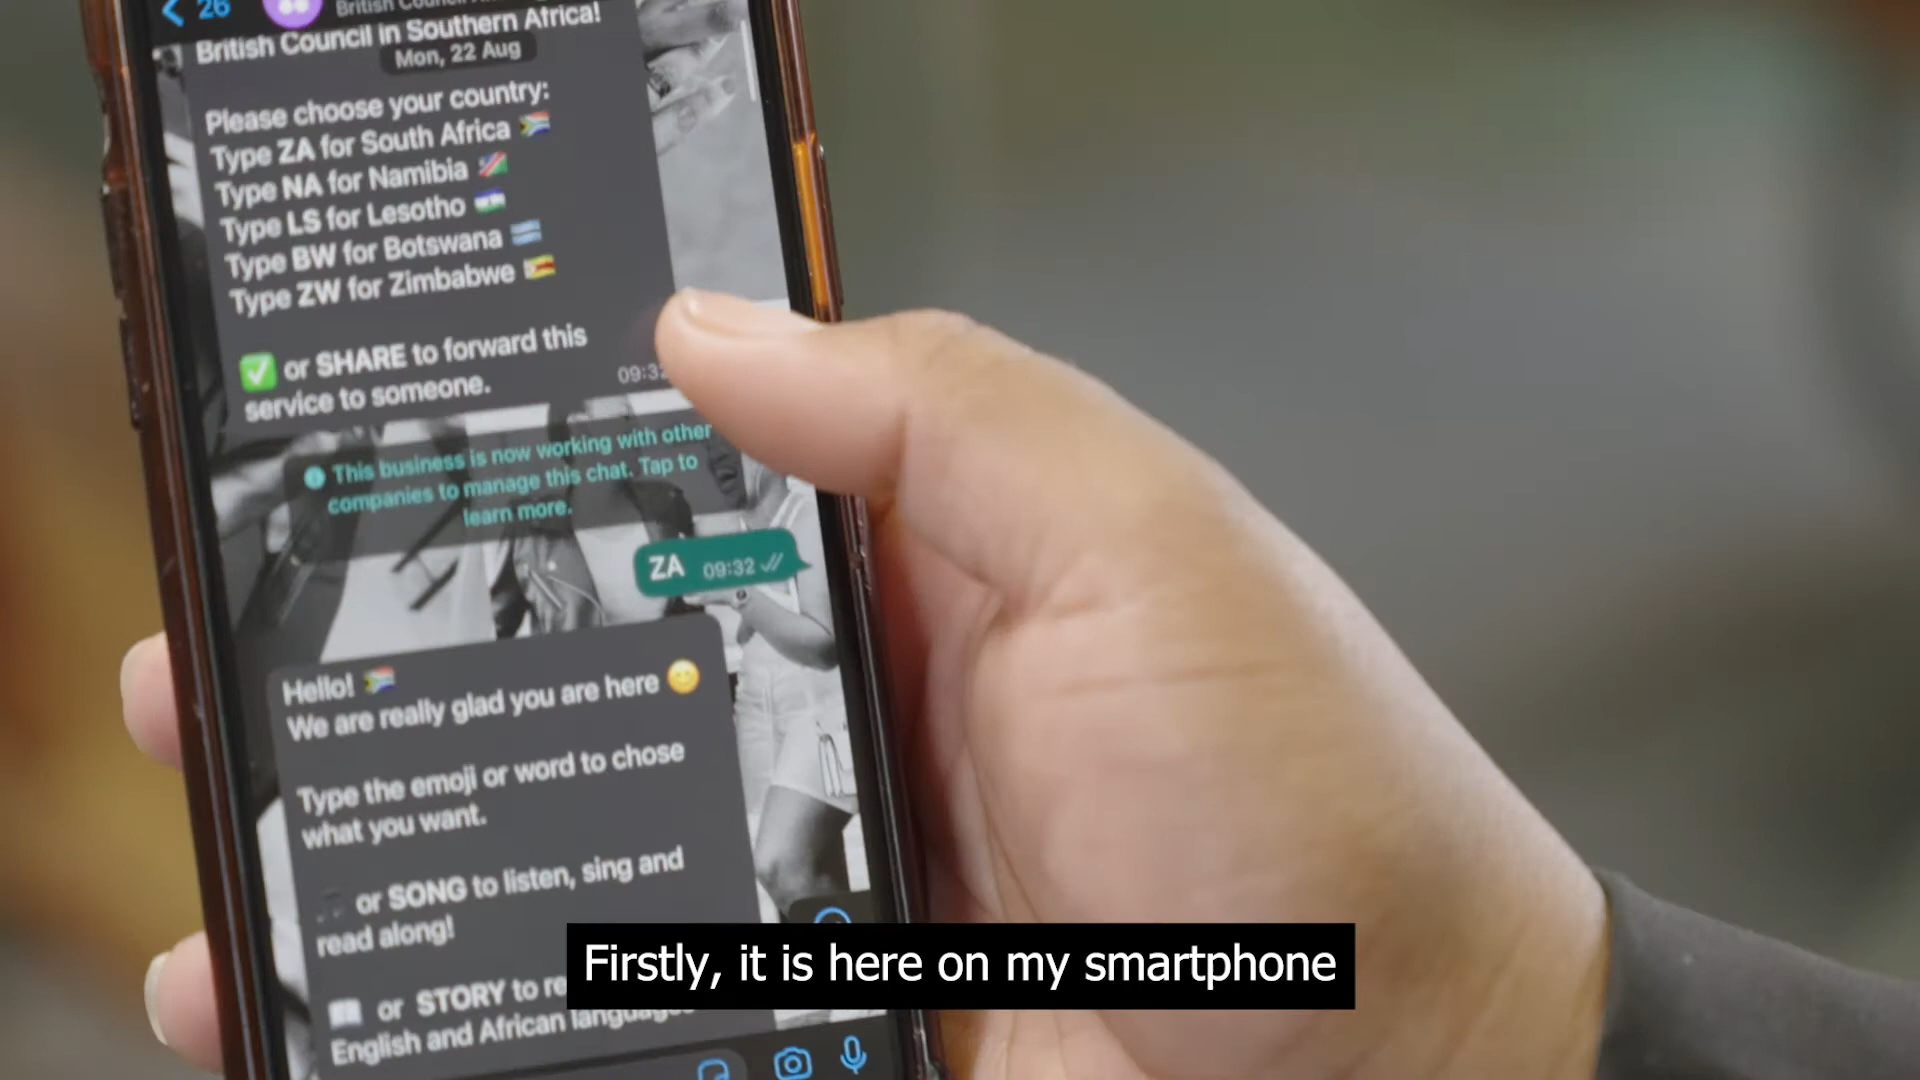 26
British Council
British Council in Southern Africa!
Mon, 22 Aug
Please choose your country:
Type ZA for South Africa 🇿🇦
Type NA for Namibia 🇳🇦
Type LS for Lesotho 🇱🇸
Type BW for Botswana 🇧🇼
Type ZW for Zimbabwe 🇿🇼
✅ or SHARE to forward this
service to someone.
09:32
This business is now working with other
companies to manage this chat. Tap to
learn more.
ZA 09:32
Hello! 🇿🇦
We are really glad you are here 😊
Type the emoji or word to chose
what you want.
🎵 or SONG to listen, sing and
read along!
📖 or STORY to
English and African
Firstly, it is here on my smartphone